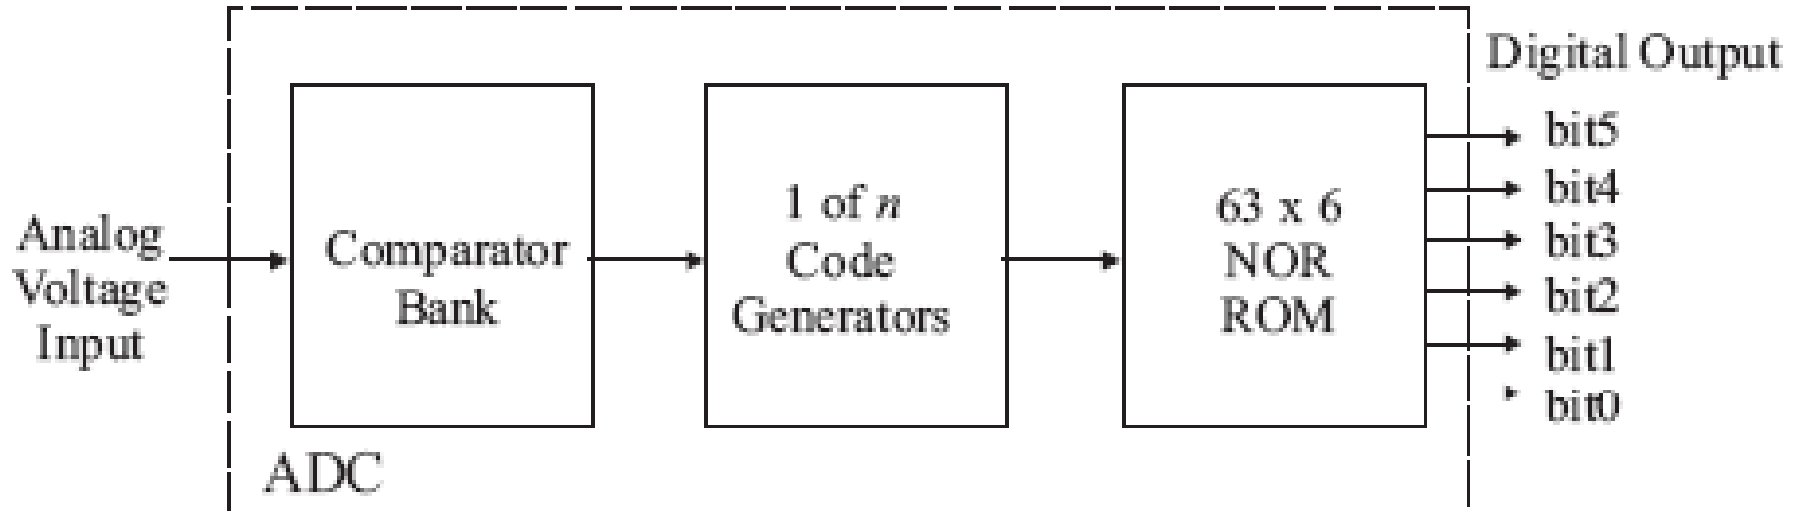 Analog
Voltage
Input
Comparator
Bank
1 of n
Code
Generators
63 x 6
NOR
ROM
ADC
Digital Output
bit5
bit4
bit3
bit2
bit1
bit0